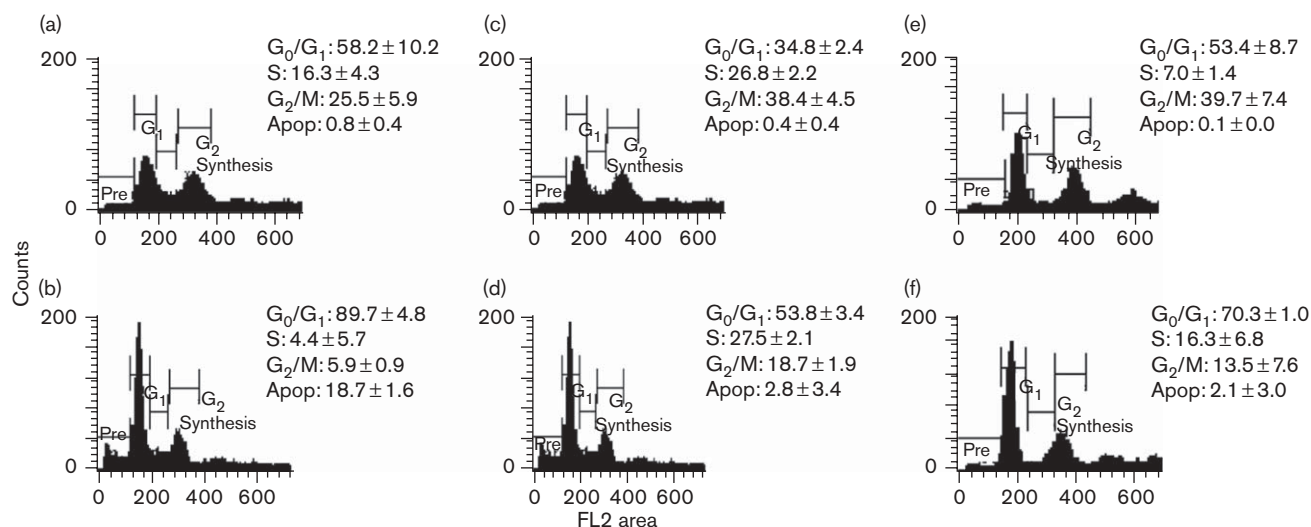 (a)
G0/G1: 58.2 ± 10.2
S: 16.3 ± 4.3
G2/M: 25.5 ± 5.9
Apop: 0.8 ± 0.4
200
G1
G2
Synthesis
Pre
0
0 200 400 600
(c)
G0/G1: 34.8 ± 2.4
S: 26.8 ± 2.2
G2/M: 38.4 ± 4.5
Apop: 0.4 ± 0.4
200
G1
G2
Synthesis
Pre
0
0 200 400 600
(e)
G0/G1: 53.4 ± 8.7
S: 7.0 ± 1.4
G2/M: 39.7 ± 7.4
Apop: 0.1 ± 0.0
200
G1
G2
Synthesis
Pre
0
0 200 400 600
Counts
(b)
G0/G1: 89.7 ± 4.8
S: 4.4 ± 5.7
G2/M: 5.9 ± 0.9
Apop: 18.7 ± 1.6
200
G1
G2
Synthesis
Pre
0
0 200 400 600
(d)
G0/G1: 53.8 ± 3.4
S: 27.5 ± 2.1
G2/M: 18.7 ± 1.9
Apop: 2.8 ± 3.4
200
G1
G2
Synthesis
Pre
0
0 200 400 600
(f)
G0/G1: 70.3 ± 1.0
S: 16.3 ± 6.8
G2/M: 13.5 ± 7.6
Apop: 2.1 ± 3.0
200
G1
G2
Synthesis
Pre
0
0 200 400 600
FL2 area